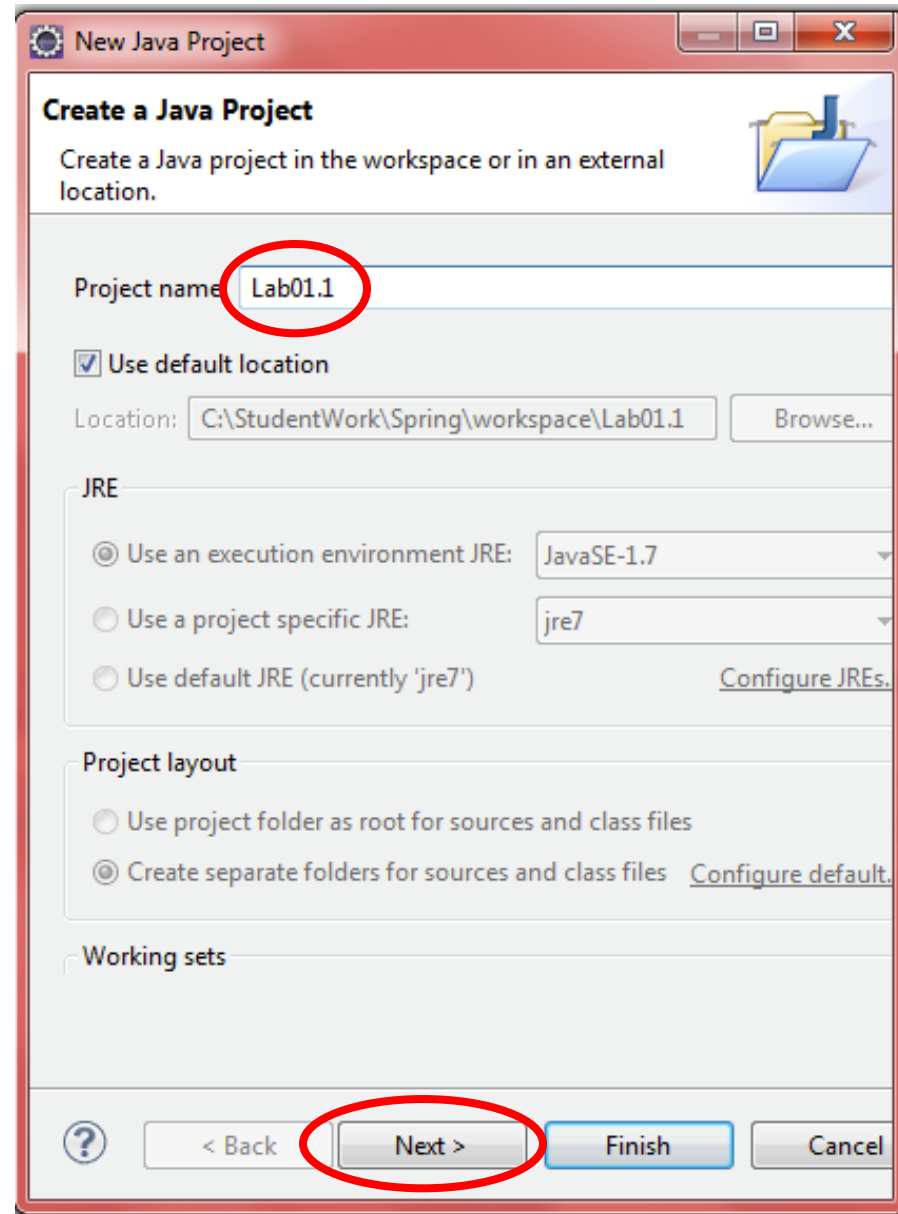 New Java Project
Create a Java Project
Create a Java project in the workspace or in an external
location.
Project name Lab01.1
Use default location
Location: C:\StudentWork\Spring\workspace\Lab01.1 Browse...
JRE
Use an execution environment JRE: JavaSE-1.7
Use a project specific JRE: jre7
Use default JRE (currently 'jre7') Configure JREs..
Project layout
Use project folder as root for sources and class files
Create separate folders for sources and class files Configure default..
Working sets
? < Back Next > Finish Cancel